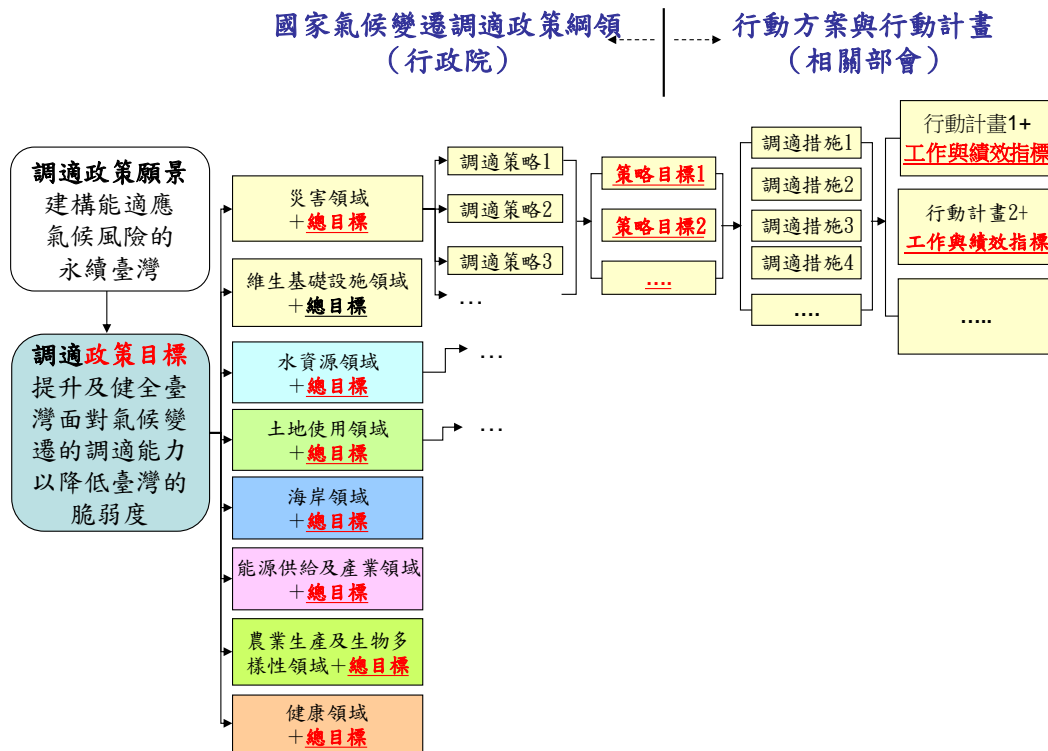 國家氣候變遷調適政策綱領
（行政院）
行動方案與行動計畫
（相關部會）
調適政策願景
建構能適應
氣候風險的
永續臺灣
調適政策目標
提升及健全臺
灣面對氣候變
遷的調適能力
以降低臺灣的
脆弱度
災害領域
＋總目標
維生基礎設施領域
＋總目標
水資源領域
＋總目標
土地使用領域
＋總目標
海岸領域
＋總目標
能源供給及產業領域
＋總目標
農業生產及生物多
樣性領域＋總目標
健康領域
＋總目標
調適策略1
調適策略2
調適策略3
…
…
…
策略目標1
策略目標2
….
調適措施1
調適措施2
調適措施3
調適措施4
….
行動計畫1+
工作與績效指標
行動計畫2+
工作與績效指標
…..